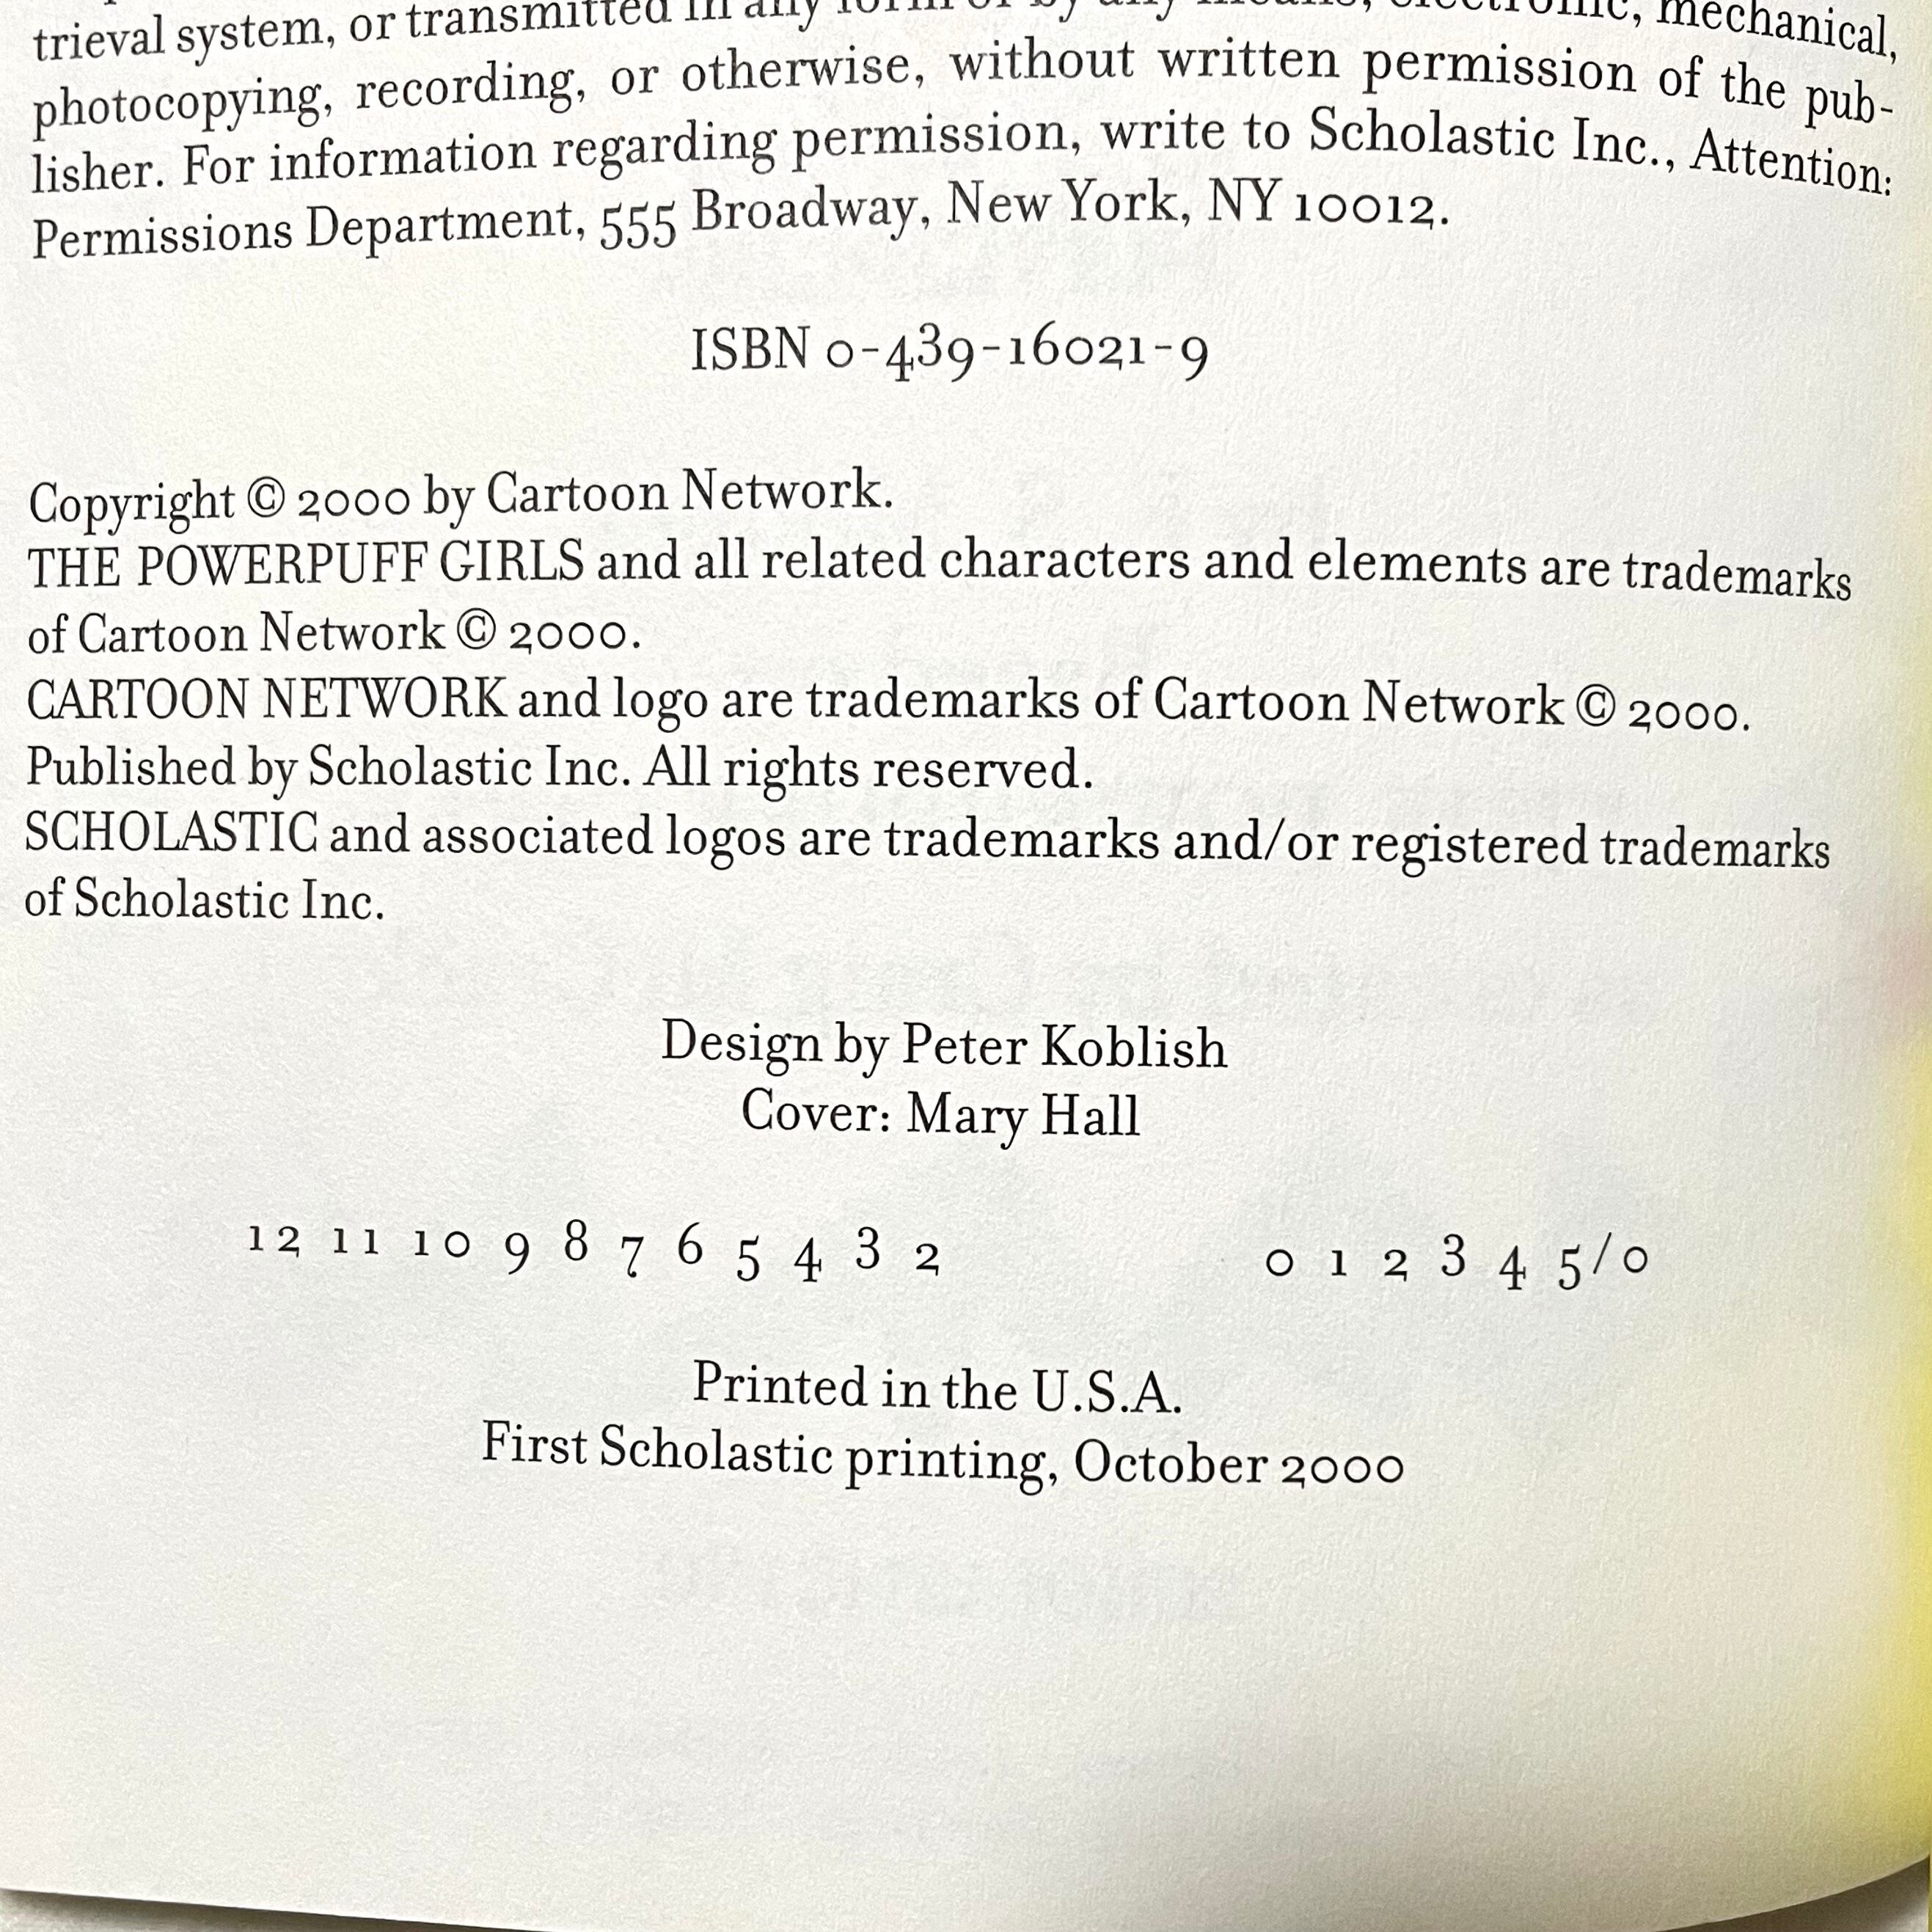 trieval system, or transmitted in any form or by any means, electronic, mechanical,
photocopying, recording, or otherwise, without written permission of the pub-
lisher. For information regarding permission, write to Scholastic Inc., Attention:
Permissions Department, 555 Broadway, New York, NY 10012.
ISBN 0-439-16021-9
Copyright © 2000 by Cartoon Network.
THE POWERPUFF GIRLS and all related characters and elements are trademarks
of Cartoon Network © 2000.
CARTOON NETWORK and logo are trademarks of Cartoon Network © 2000.
Published by Scholastic Inc. All rights reserved.
SCHOLASTIC and associated logos are trademarks and/or registered trademarks
of Scholastic Inc.
Design by Peter Koblish
Cover: Mary Hall
12 11 10 9 8 7 6 5 4 3 2 0 1 2 3 4 5/0
Printed in the U.S.A.
First Scholastic printing, October 2000